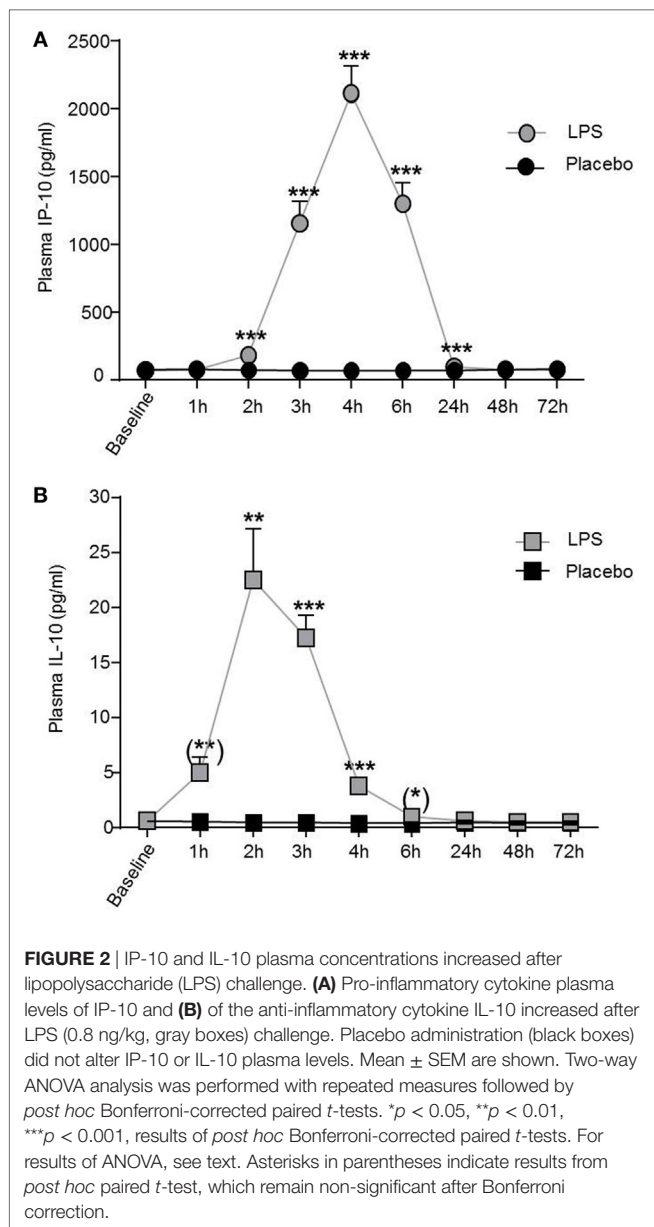 A
***
2500
LPS
Placebo
2000
***
***
1500
1000
500
***
***
0
Plasma IP-10 (pg/ml)
Baseline 1h 2h 3h 4h 6h 24h 48h 72h
B
30
**
LPS
Placebo
25
***
20
15
10
(**)
5
***
(*)
0
Plasma IL-10 (pg/ml)
Baseline 1h 2h 3h 4h 6h 24h 48h 72h
FIGURE 2 | IP-10 and IL-10 plasma concentrations increased after
lipopolysaccharide (LPS) challenge. (A) Pro-inflammatory cytokine plasma
levels of IP-10 and (B) of the anti-inflammatory cytokine IL-10 increased after
LPS (0.8 ng/kg, gray boxes) challenge. Placebo administration (black boxes)
did not alter IP-10 or IL-10 plasma levels. Mean ± SEM are shown. Two-way
ANOVA analysis was performed with repeated measures followed by
post hoc Bonferroni-corrected paired t-tests. *p < 0.05, **p < 0.01,
***p < 0.001, results of post hoc Bonferroni-corrected paired t-tests. For
results of ANOVA, see text. Asterisks in parentheses indicate results from
post hoc paired t-test, which remain non-significant after Bonferroni
correction.